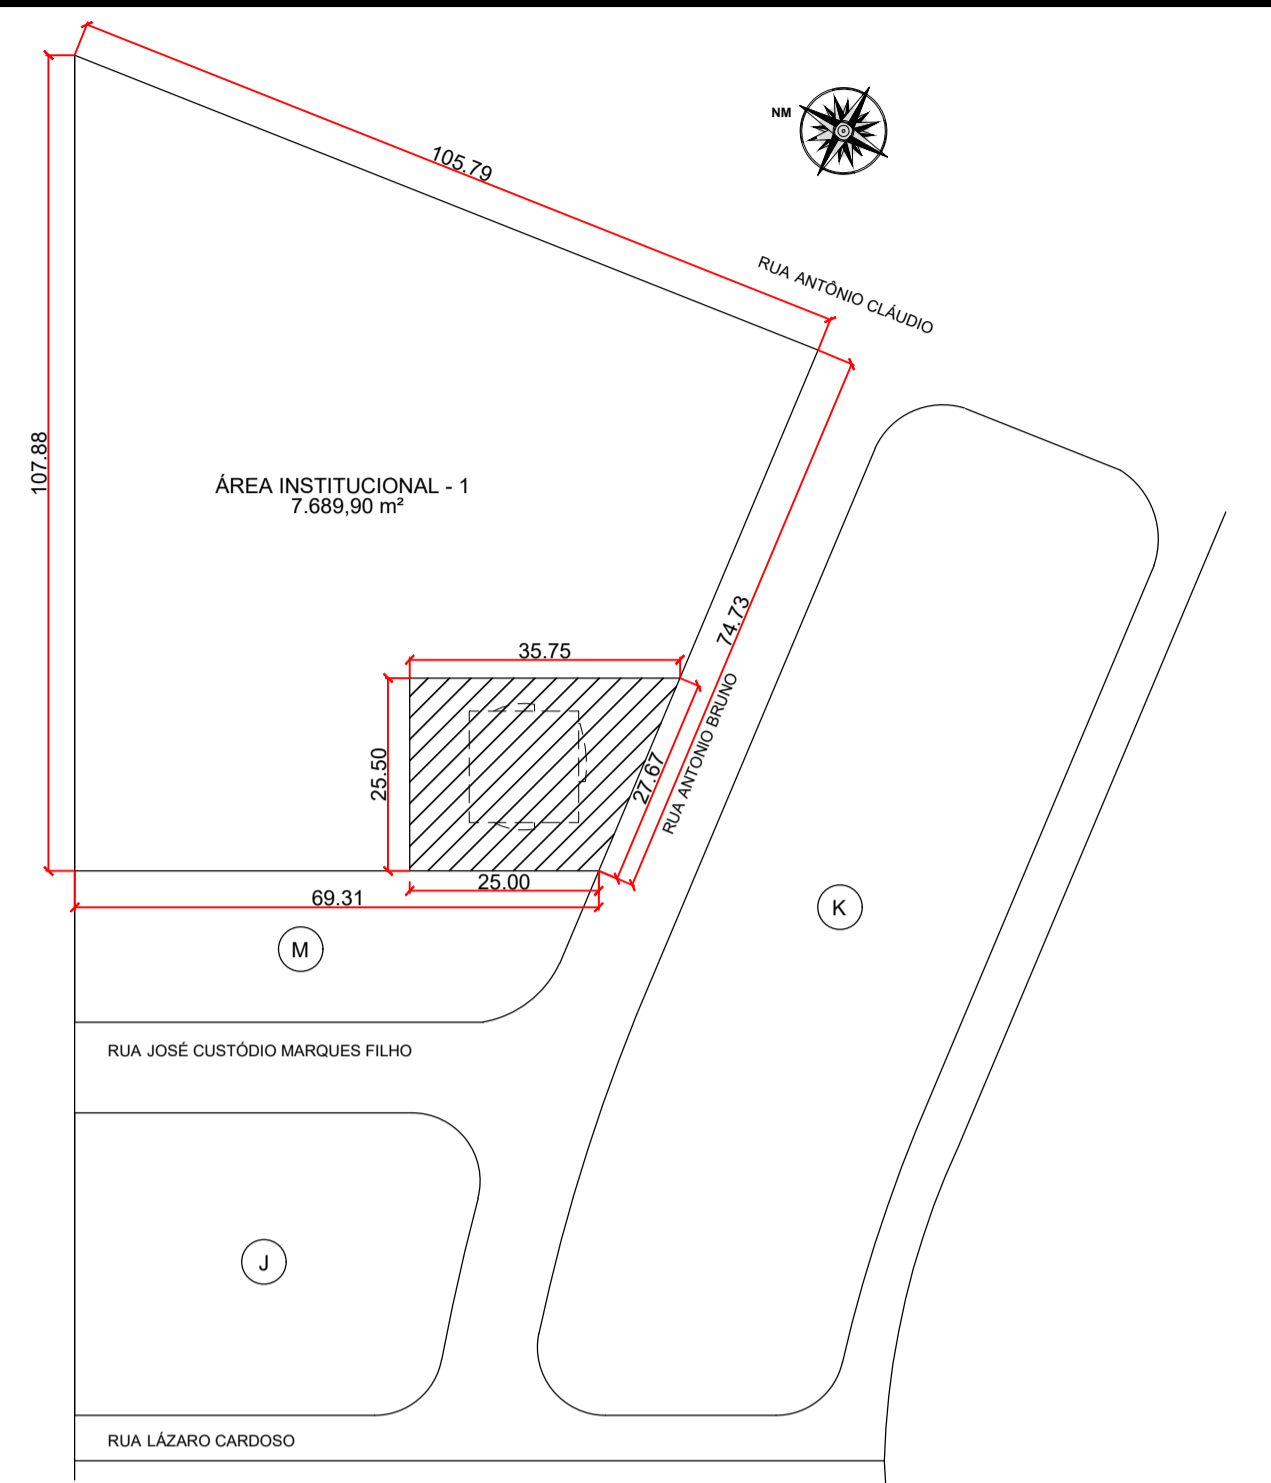 NM
105.79
RUA ANTÔNIO CLÁUDIO
107.88
ÁREA INSTITUCIONAL - 1
7.689,90 m²
74.73
35.75
RUA ANTONIO BRUNO
25.50
27.67
25.00
69.31
K
M
RUA JOSÉ CUSTÓDIO MARQUES FILHO
J
RUA LÁZARO CARDOSO